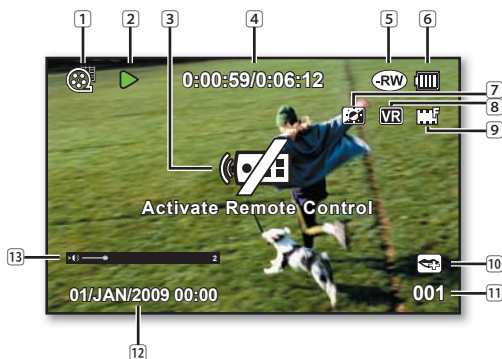 1 2 3 4 5 6
0:00:59/0:06:12 -RW
7
VR 8
F 9
Activate Remote Control
13 2
10
01/JAN/2009 00:00 001 11
12